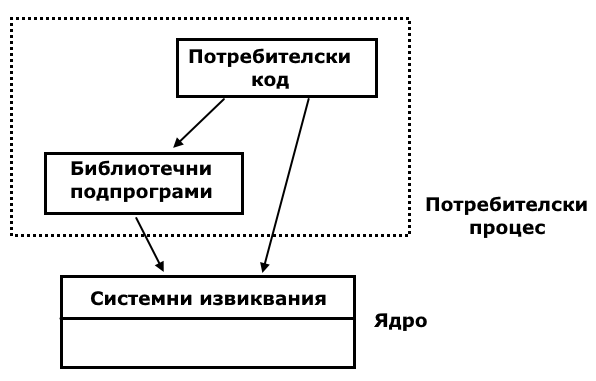 Потребителски
код
Библиотечни
подпрограми
Потребителски
процес
Системни извиквания
Ядро